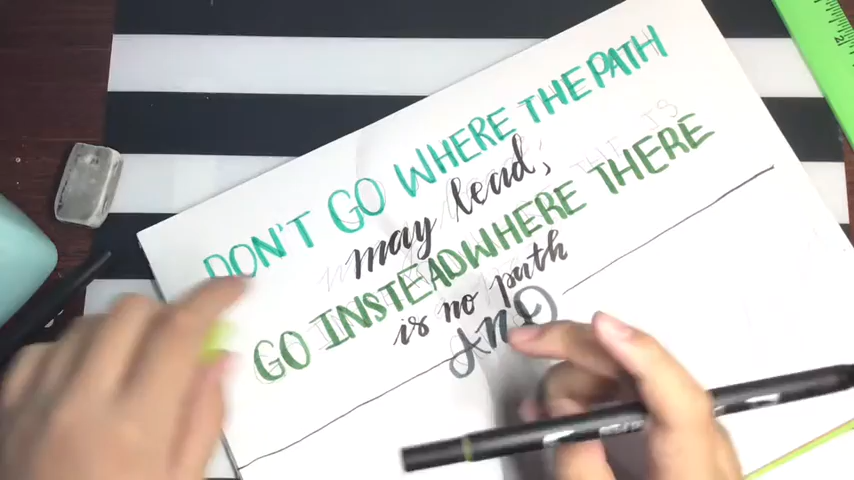 DON'T GO WHERE THE PATH
may lead,
GO INSTEAD WHERE THERE
is no path
AND